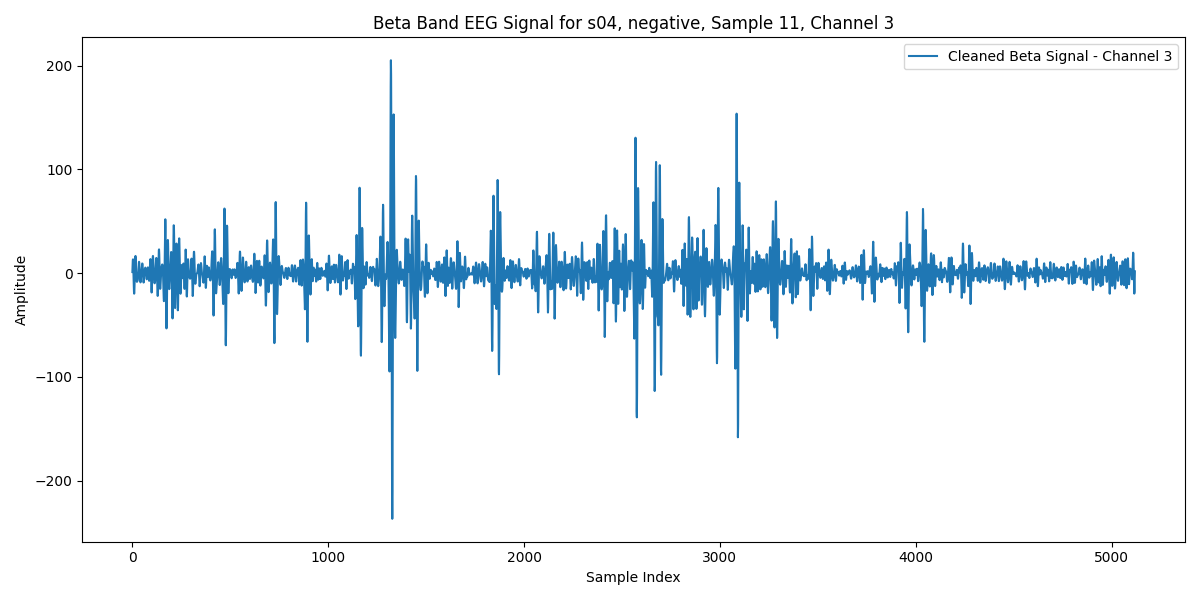 Beta Band EEG Signal for s04, negative, Sample 11, Channel 3
Cleaned Beta Signal - Channel 3
Amplitude
200
100
0
−100
−200
0 1000 2000 3000 4000 5000
Sample Index